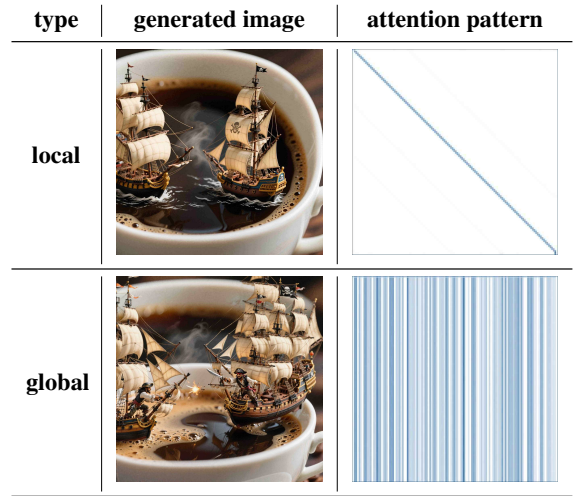 type generated image attention pattern
local
global